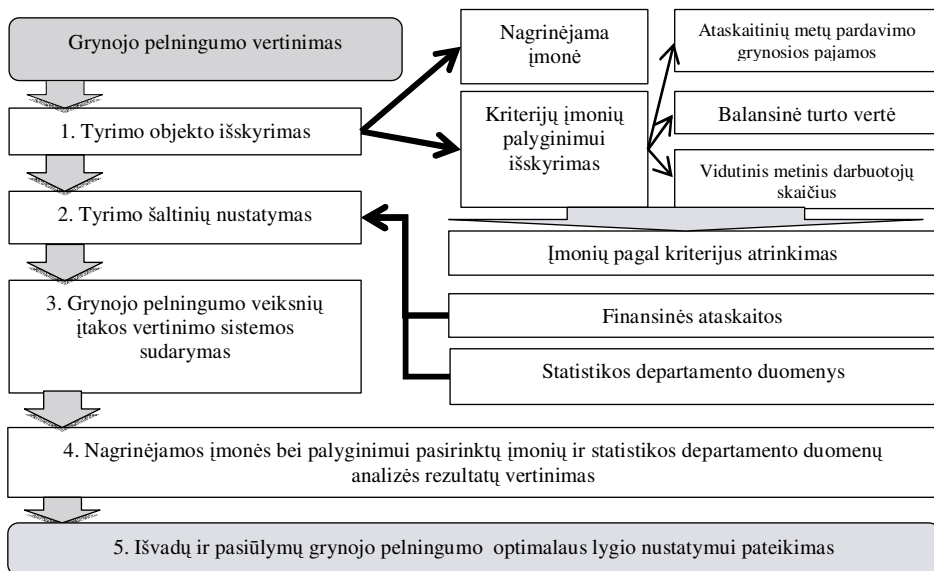 Grynojo pelningumo vertinimas
Nagrinėjama
įmonė
Ataskaitinių metų pardavimo
grynosios pajamos
1. Tyrimo objekto išskyrimas
Kriterijų įmonių
palyginimui
išskyrimas
Balansinė turto vertė
Vidutinis metinis darbuotojų
skaičius
2. Tyrimo šaltinių nustatymas
Įmonių pagal kriterijus atrinkimas
3. Grynojo pelningumo veiksnių
įtakos vertinimo sistemos
sudarymas
Finansinės ataskaitos
Statistikos departamento duomenys
4. Nagrinėjamos įmonės bei palyginimui pasirinktų įmonių ir statistikos departamento duomenų
analizės rezultatų vertinimas
5. Išvadų ir pasiūlymų grynojo pelningumo optimalaus lygio nustatymui pateikimas